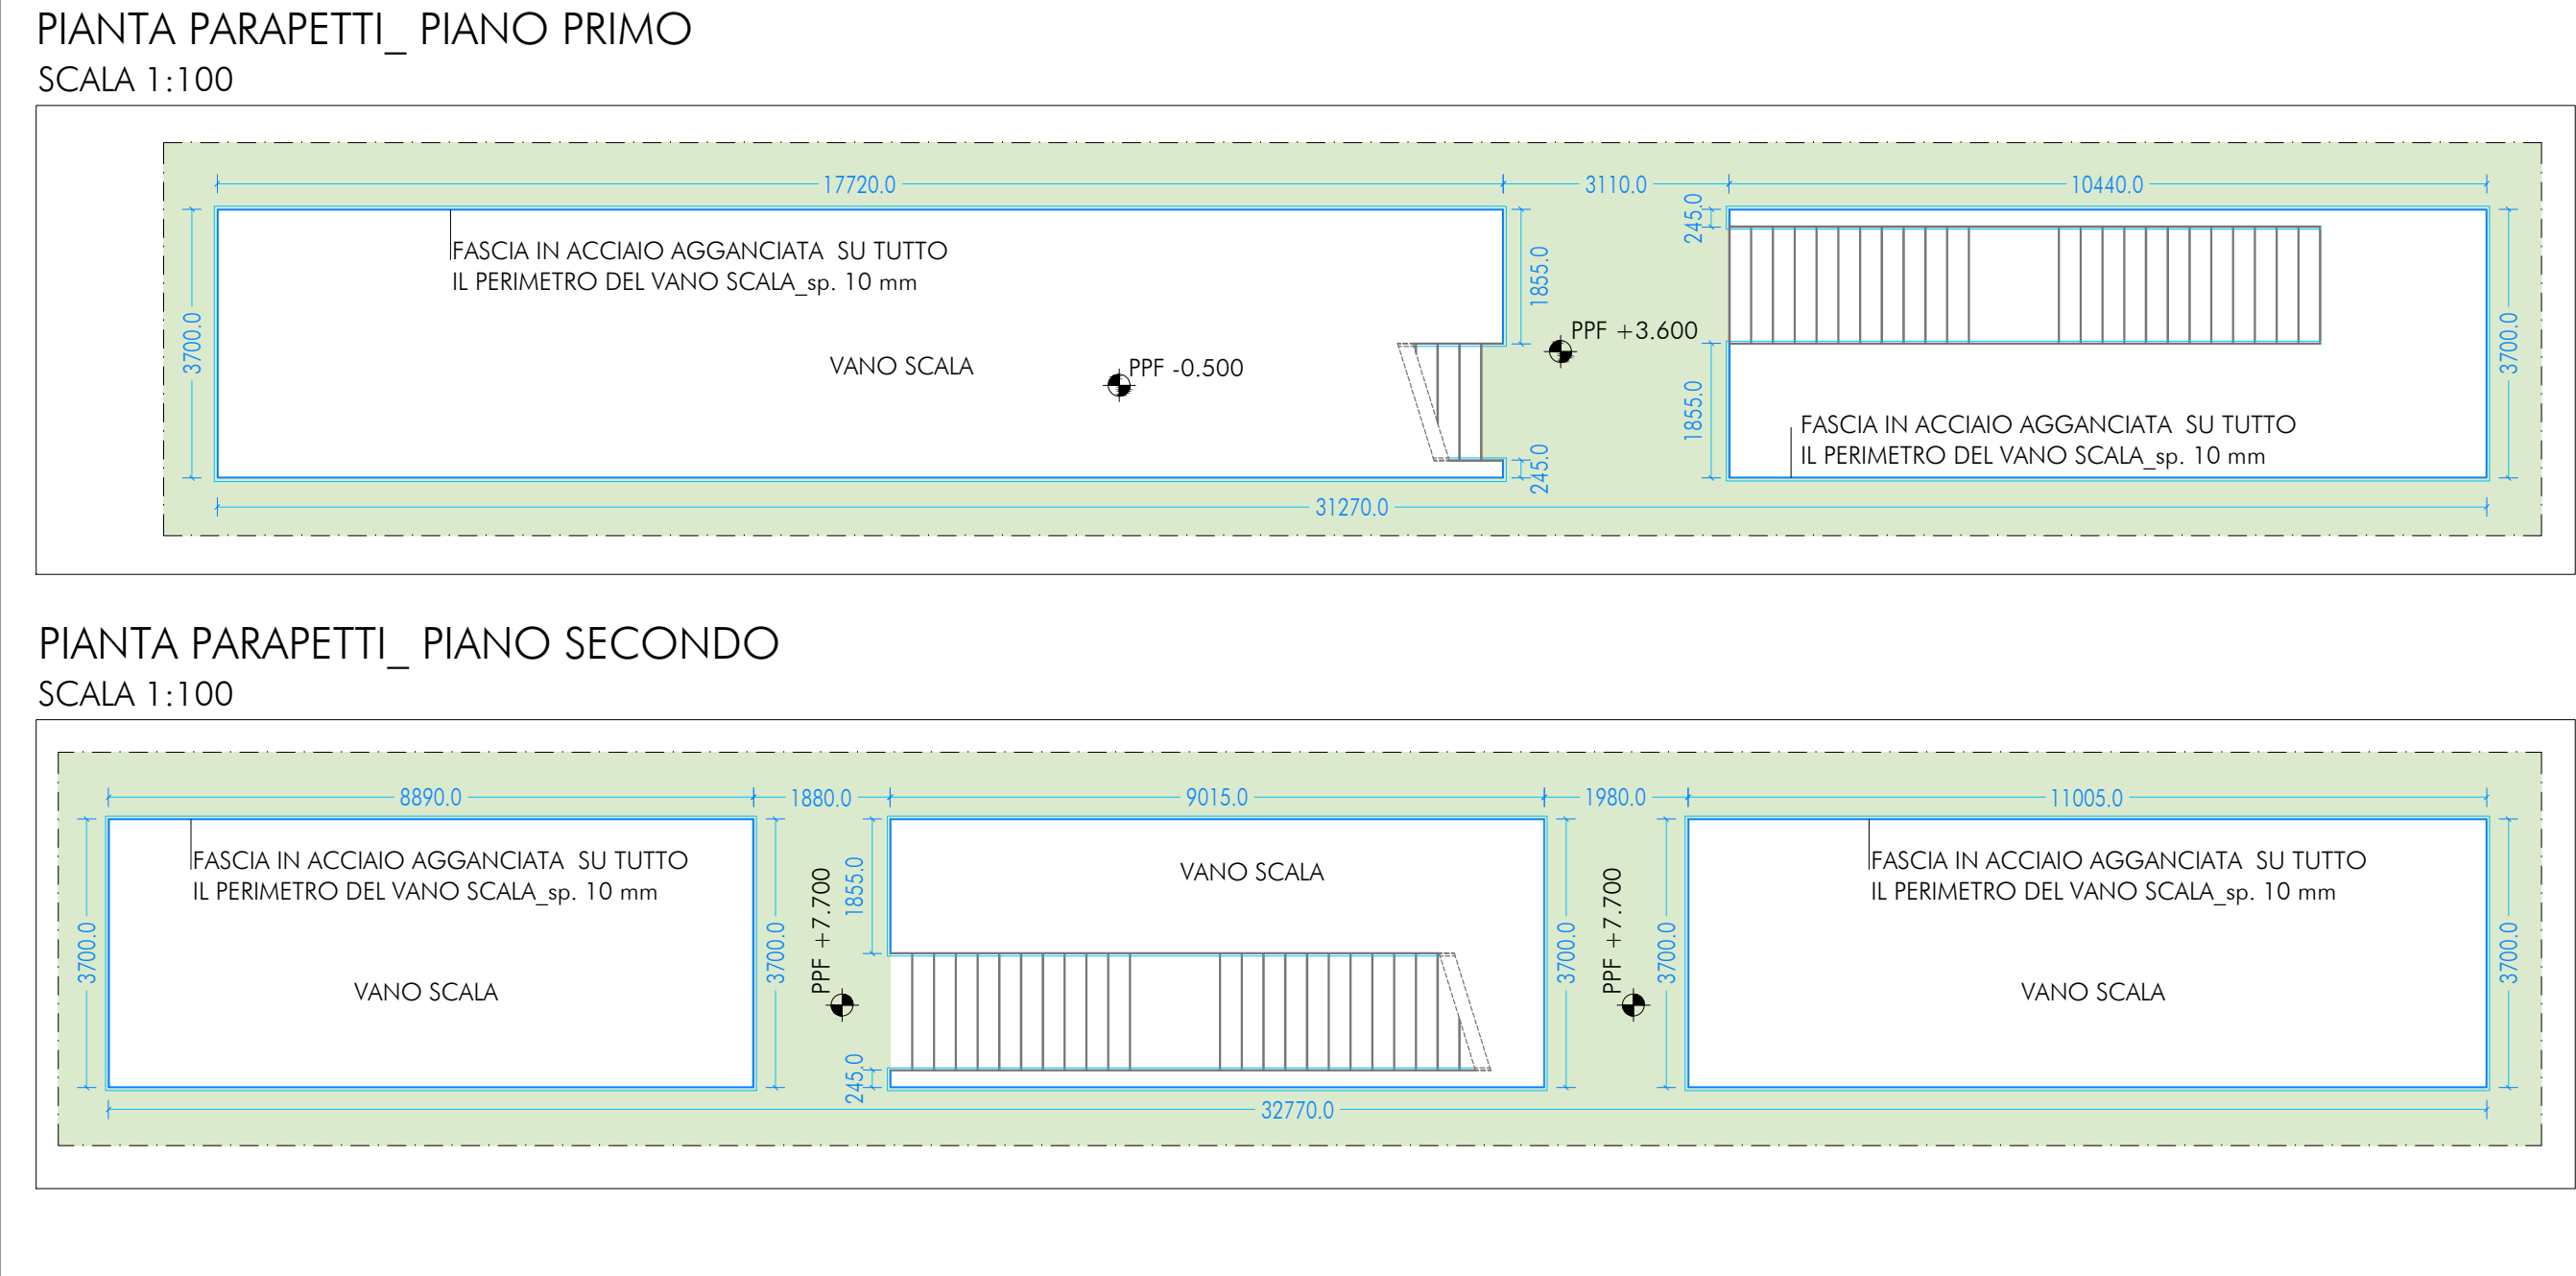 PIANTA PARAPETTI_ PIANO PRIMO
SCALA 1:100
17720.0
3110.0
10440.0
245.0
FASCIA IN ACCIAIO AGGANCIATA SU TUTTO
IL PERIMETRO DEL VANO SCALA_sp. 10 mm
1855.0
3700.0
VANO SCALA
PPF -0.500
PPF +3.600
3700.0
1855.0
FASCIA IN ACCIAIO AGGANCIATA SU TUTTO
IL PERIMETRO DEL VANO SCALA_sp. 10 mm
245.0
31270.0
PIANTA PARAPETTI_ PIANO SECONDO
SCALA 1:100
8890.0
1880.0
9015.0
1980.0
11005.0
FASCIA IN ACCIAIO AGGANCIATA SU TUTTO
IL PERIMETRO DEL VANO SCALA_sp. 10 mm
VANO SCALA
3700.0
3700.0
PPF +7.700
1855.0
245.0
VANO SCALA
3700.0
PPF +7.700
3700.0
FASCIA IN ACCIAIO AGGANCIATA SU TUTTO
IL PERIMETRO DEL VANO SCALA_sp. 10 mm
VANO SCALA
3700.0
32770.0